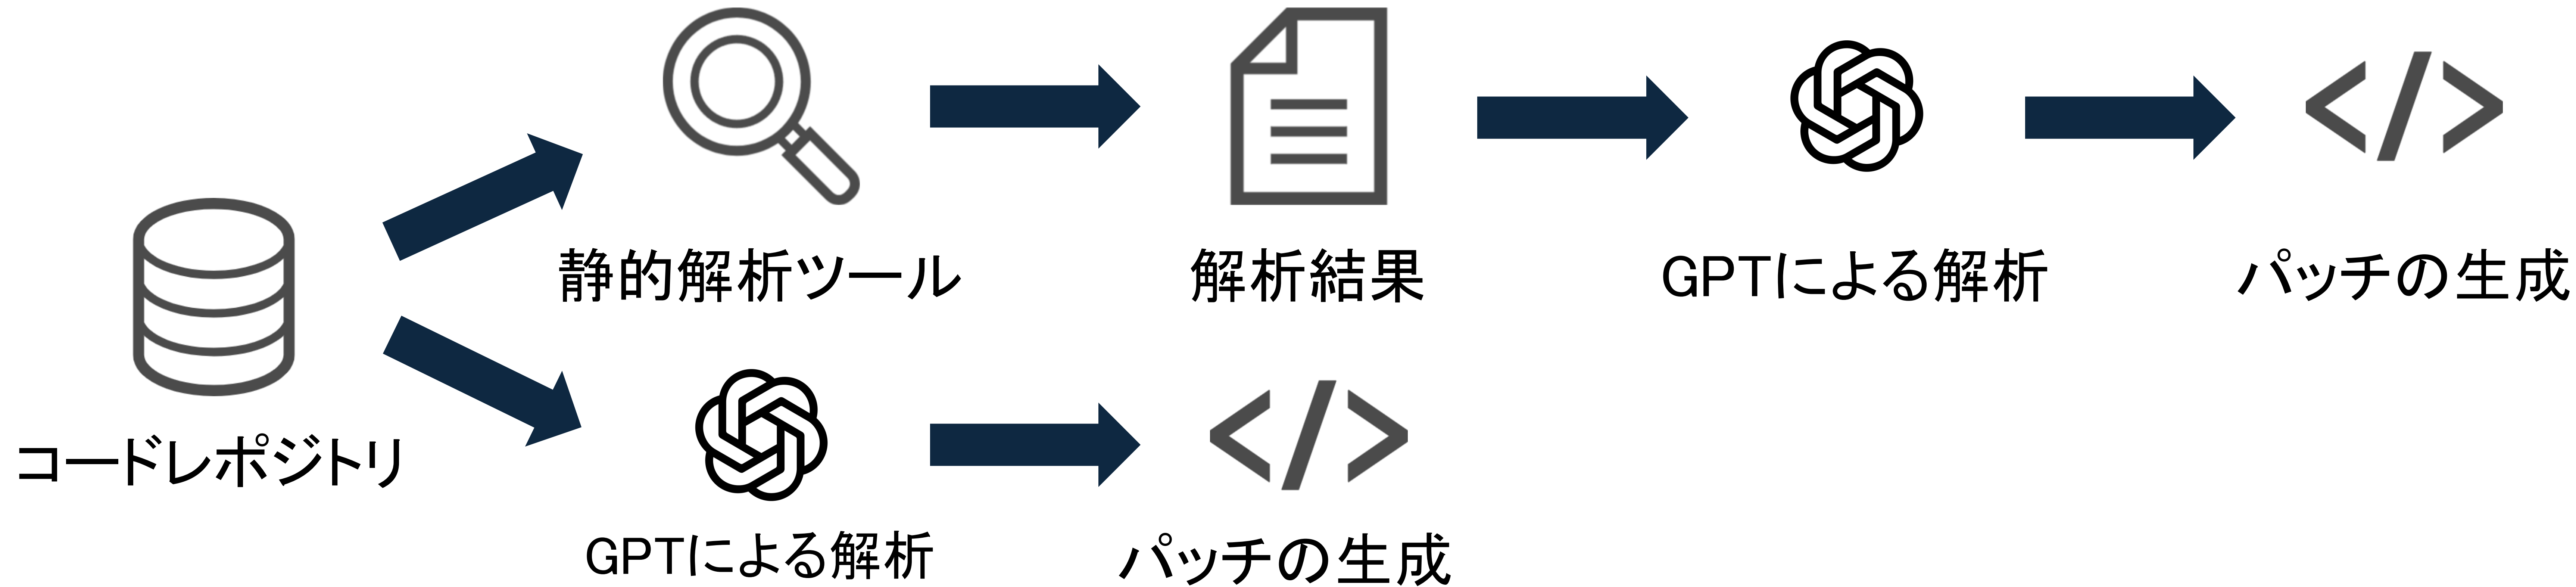 静的解析ツール
解析結果
GPTによる解析
パッチの生成
コードレポジトリ
GPTによる解析
パッチの生成